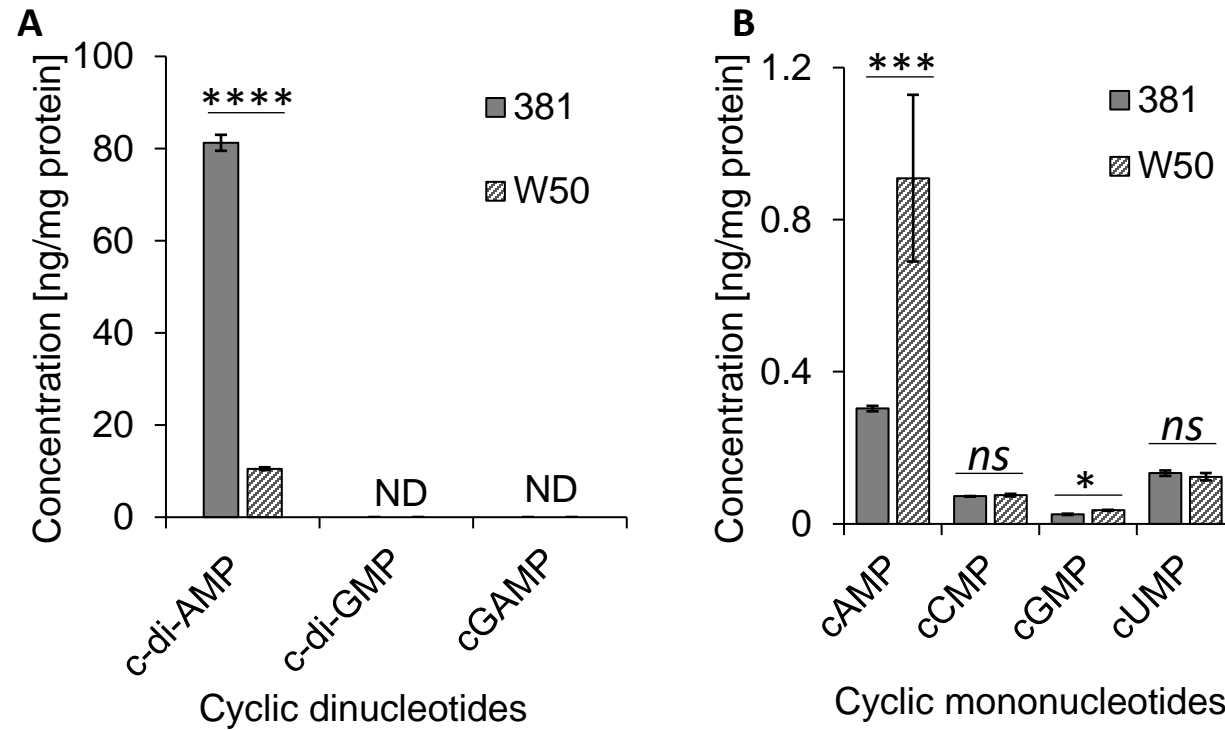 A
Concentration [ng/mg protein]
100
80
60
40
20
0
****
381
W50
ND
ND
c-di-AMP
c-di-GMP
cGAMP
Cyclic dinucleotides
B
Concentration [ng/mg protein]
1.2
0.8
0.4
0
***
381
W50
ns
*
ns
cAMP
cCMP
cGMP
cUMP
Cyclic mononucleotides